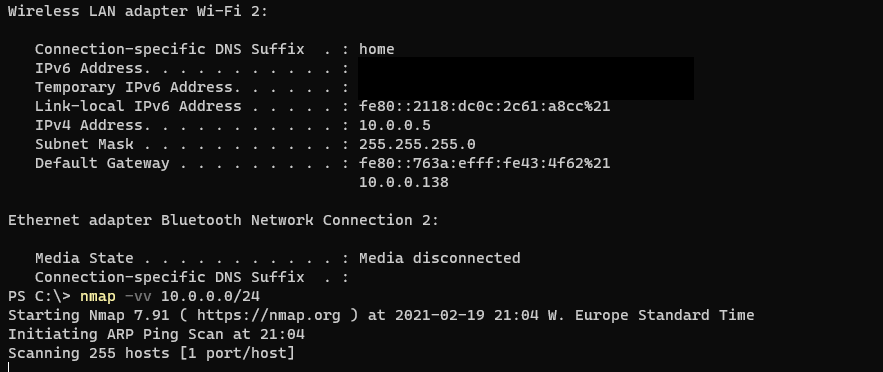 Wireless LAN adapter Wi-Fi 2:
Connection-specific DNS Suffix  . : home
IPv6 Address. . . . . . . . . . . :
Temporary IPv6 Address. . . . . . :
Link-local IPv6 Address . . . . . : fe80::2118:dc0c:2c61:a8cc%21
IPv4 Address. . . . . . . . . . . : 10.0.0.5
Subnet Mask . . . . . . . . . . . : 255.255.255.0
Default Gateway . . . . . . . . . : fe80::763a:efff:fe43:4f62%21
10.0.0.138
Ethernet adapter Bluetooth Network Connection 2:
Media State . . . . . . . . . . . : Media disconnected
Connection-specific DNS Suffix  . :
PS C:\> nmap -vv 10.0.0.0/24
Starting Nmap 7.91 ( https://nmap.org ) at 2021-02-19 21:04 W. Europe Standard Time
Initiating ARP Ping Scan at 21:04
Scanning 255 hosts [1 port/host]